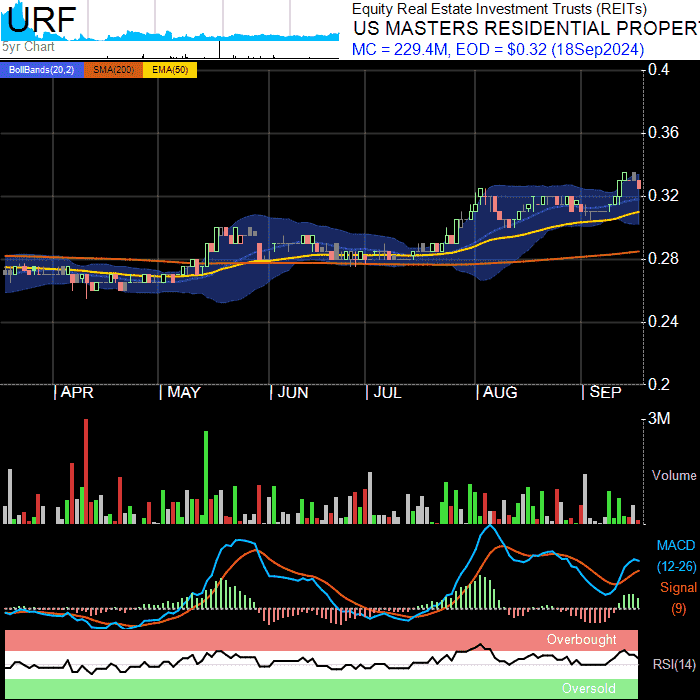 URF
5yr Chart
Equity Real Estate Investment Trusts (REITs)
US MASTERS RESIDENTIAL PROPER
MC = 229.4M, EOD = $0.32 (18Sep2024)
BollBands(20,2) SMA(200) EMA(50)
0.4
0.36
0.32
0.28
0.24
0.2
APR MAY JUN JUL AUG SEP
3M
Volume
MACD
(12-26)
Signal
(9)
Overbought
RSI(14)
Oversold